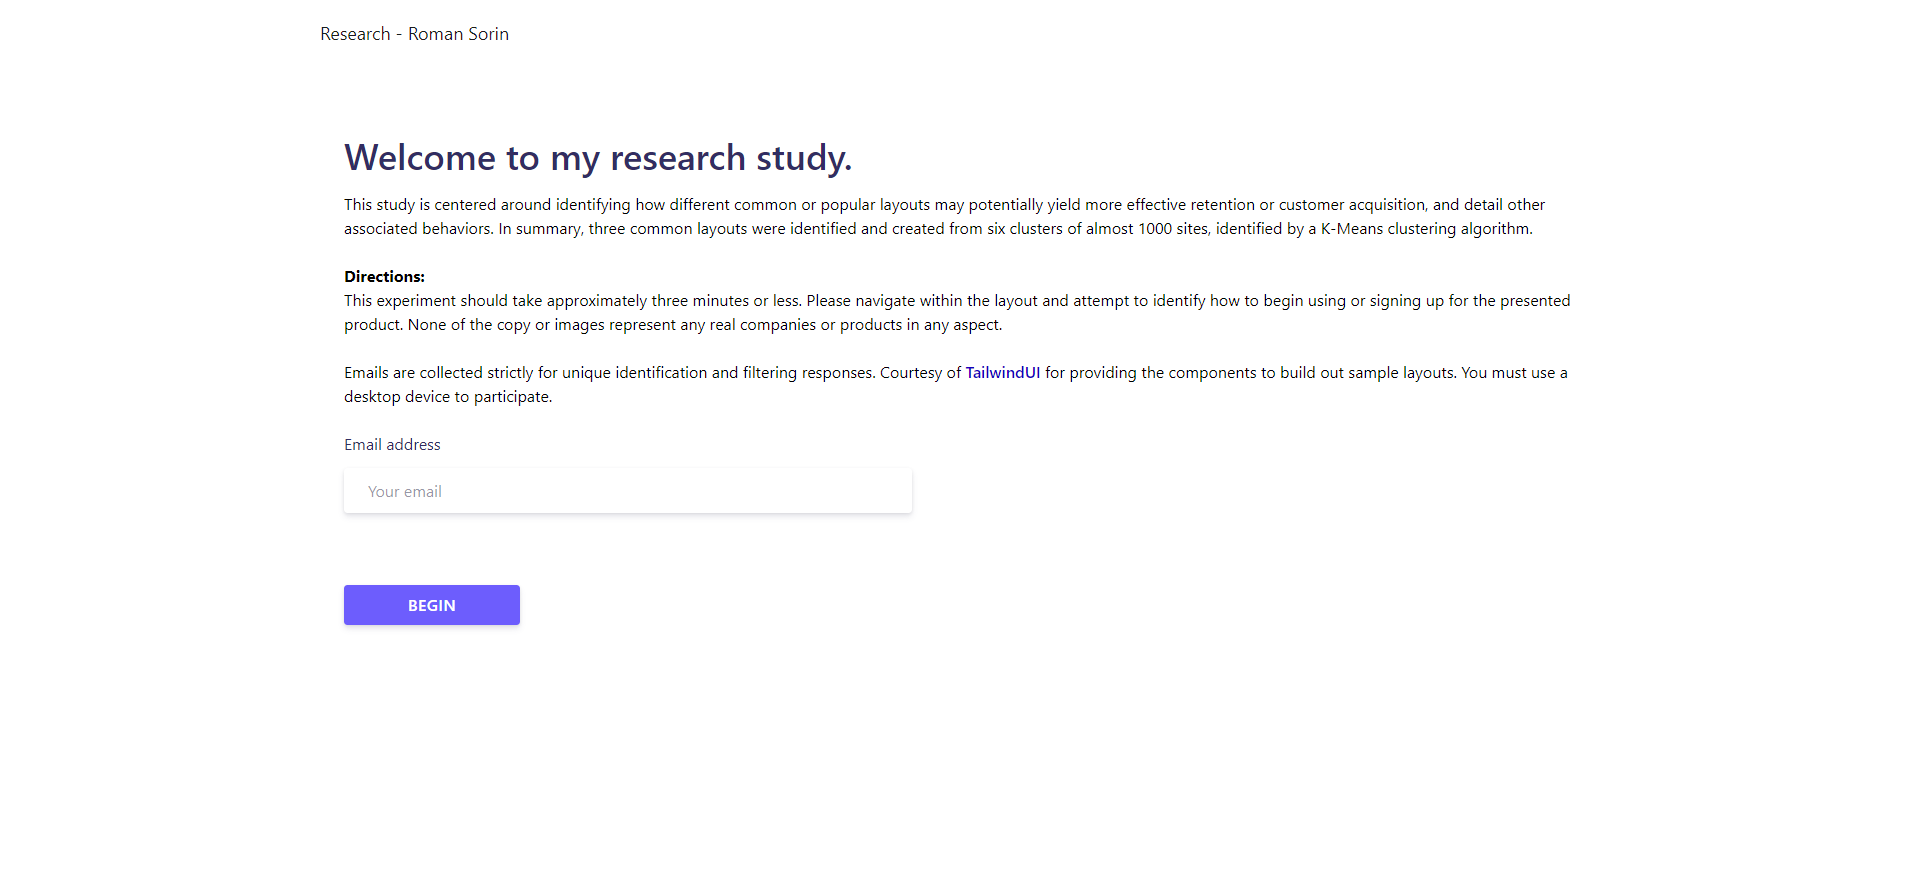 Research - Roman Sorin
Welcome to my research study.
This study is centered around identifying how different common or popular layouts may potentially yield more effective retention or customer acquisition, and detail other
associated behaviors. In summary, three common layouts were identified and created from six clusters of almost 1000 sites, identified by a K-Means clustering algorithm.
Directions:
This experiment should take approximately three minutes or less. Please navigate within the layout and attempt to identify how to begin using or signing up for the presented
product. None of the copy or images represent any real companies or products in any aspect.
Emails are collected strictly for unique identification and filtering responses. Courtesy of TailwindUI for providing the components to build out sample layouts. You must use a
desktop device to participate.
Email address
Your email
BEGIN